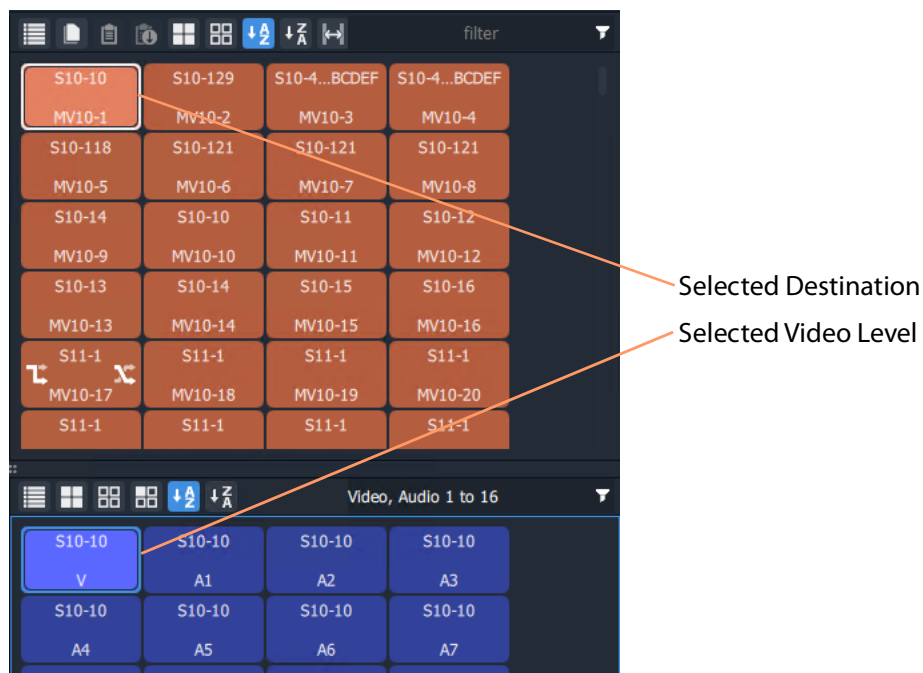 filter
S10-10 S10-129 S10-4...BCDEF S10-4...BCDEF
MV10-1 MV10-2 MV10-3 MV10-4
S10-118 S10-121 S10-121 S10-121
MV10-5 MV10-6 MV10-7 MV10-8
S10-14 S10-10 S10-11 S10-12
MV10-9 MV10-10 MV10-11 MV10-12
S10-13 S10-14 S10-15 S10-16
Selected Destination
MV10-13 MV10-14 MV10-15 MV10-16
Selected Video Level
S11-1 S11-1 S11-1 S11-1
MV10-17 MV10-18 MV10-19 MV10-20
S11-1 S11-1 S11-1 S11-1
Video, Audio 1 to 16
S10-10 S10-10 S10-10 S10-10
V A1 A2 A3
S10-10 S10-10 S10-10 S10-10
A4 A5 A6 A7